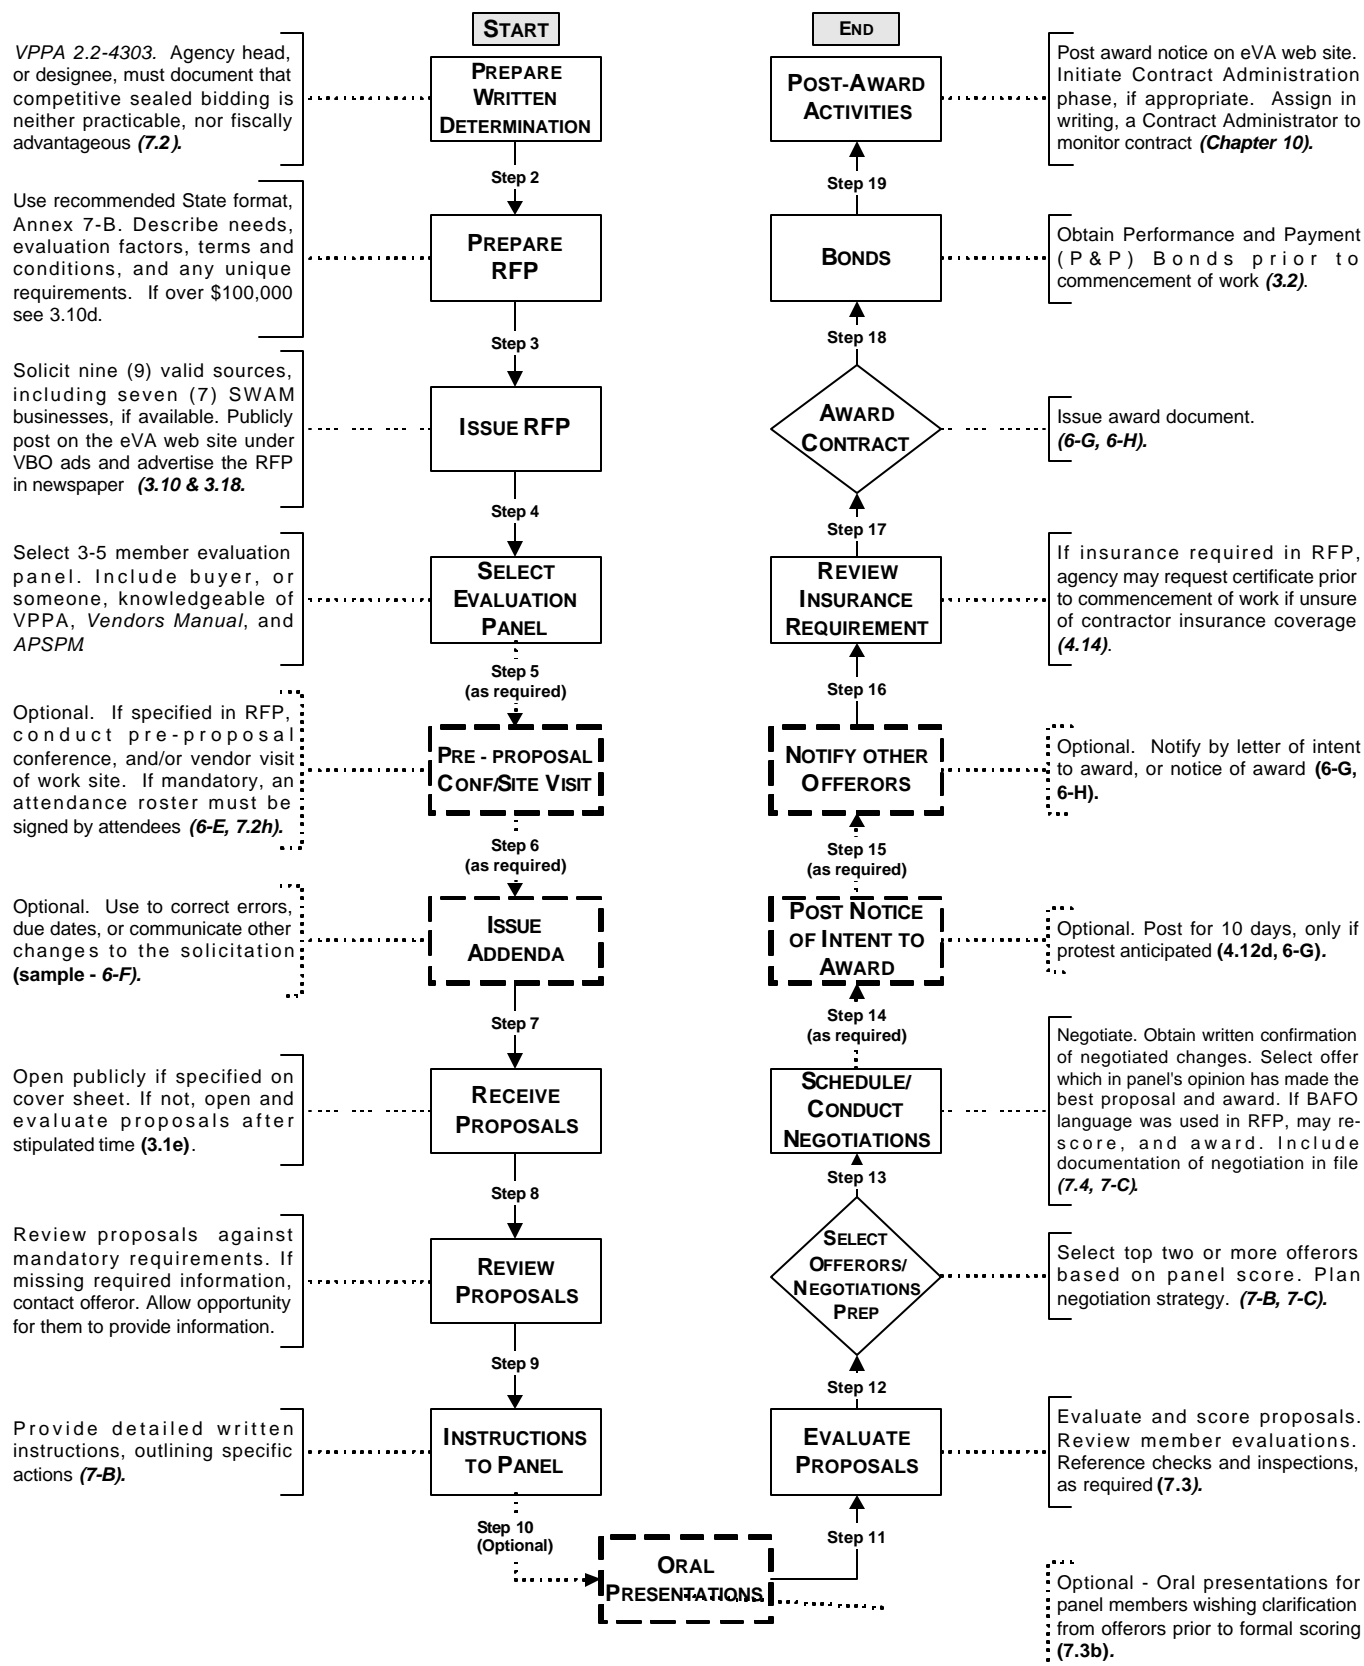 START
VPPA 2.2-4303. Agency head,
or designee, must document that
competitive sealed bidding is
neither practicable, nor fiscally
advantageous (7.2).
PREPARE
WRITTEN
DETERMINATION
Step 2
Use recommended State format,
Annex 7-B. Describe needs,
evaluation factors, terms and
conditions, and any unique
requirements. If over $100,000
see 3.10d.
PREPARE
RFP
Step 3
Solicit nine (9) valid sources,
including seven (7) SWAM
businesses, if available. Publicly
post on the eVA web site under
VBO ads and advertise the RFP
in newspaper (3.10 & 3.18.
ISSUE RFP
Step 4
Select 3-5 member evaluation
panel. Include buyer, or
someone, knowledgeable of
VPPA, Vendors Manual, and
APSPM.
SELECT
EVALUATION
PANEL
Step 5
(as required)
Optional. If specified in RFP,
conduct pre-proposal
conference, and/or vendor visit
of work site. If mandatory, an
attendance roster must be
signed by attendees (6-E, 7.2h).
PRE - PROPOSAL
CONF/SITE VISIT
Step 6
(as required)
Optional. Use to correct errors,
due dates, or communicate other
changes to the solicitation
(sample - 6-F).
ISSUE
ADDENDA
Step 7
Open publicly if specified on
cover sheet. If not, open and
evaluate proposals after
stipulated time (3.1e).
RECEIVE
PROPOSALS
Step 8
Review proposals against
mandatory requirements. If
missing required information,
contact offeror. Allow opportunity
for them to provide information.
REVIEW
PROPOSALS
Step 9
Provide detailed written
instructions, outlining specific
actions (7-B).
INSTRUCTIONS
TO PANEL
Step 10
(Optional)
ORAL
PRESENTATIONS
Optional - Oral presentations for
panel members wishing clarification
from offerors prior to formal scoring
(7.3b).
Step 11
EVALUATE
PROPOSALS
Evaluate and score proposals.
Review member evaluations.
Reference checks and inspections,
as required (7.3).
Step 12
SELECT
OFFERORS/
NEGOTIATIONS
PREP
Select top two or more offerors
based on panel score. Plan
negotiation strategy. (7-B, 7-C).
Step 13
SCHEDULE/
CONDUCT
NEGOTIATIONS
Negotiate. Obtain written confirmation
of negotiated changes. Select offer
which in panel's opinion has made the
best proposal and award. If BAFO
language was used in RFP, may re-
score, and award. Include
documentation of negotiation in file
(7.4, 7-C).
Step 14
(as required)
POST NOTICE
OF INTENT TO
AWARD
Optional. Post for 10 days, only if
protest anticipated (4.12d, 6-G).
Step 15
(as required)
NOTIFY OTHER
OFFERORS
Optional. Notify by letter of intent
to award, or notice of award (6-G,
6-H).
Step 16
REVIEW
INSURANCE
REQUIREMENT
If insurance required in RFP,
agency may request certificate prior
to commencement of work if unsure
of contractor insurance coverage
(4.14).
Step 17
AWARD
CONTRACT
Issue award document.
(6-G, 6-H).
Step 18
BONDS
Obtain Performance and Payment
(P&P) Bonds prior to
commencement of work (3.2).
Step 19
POST-AWARD
ACTIVITIES
Post award notice on eVA web site.
Initiate Contract Administration
phase, if appropriate. Assign in
writing, a Contract Administrator to
monitor contract (Chapter 10).
END